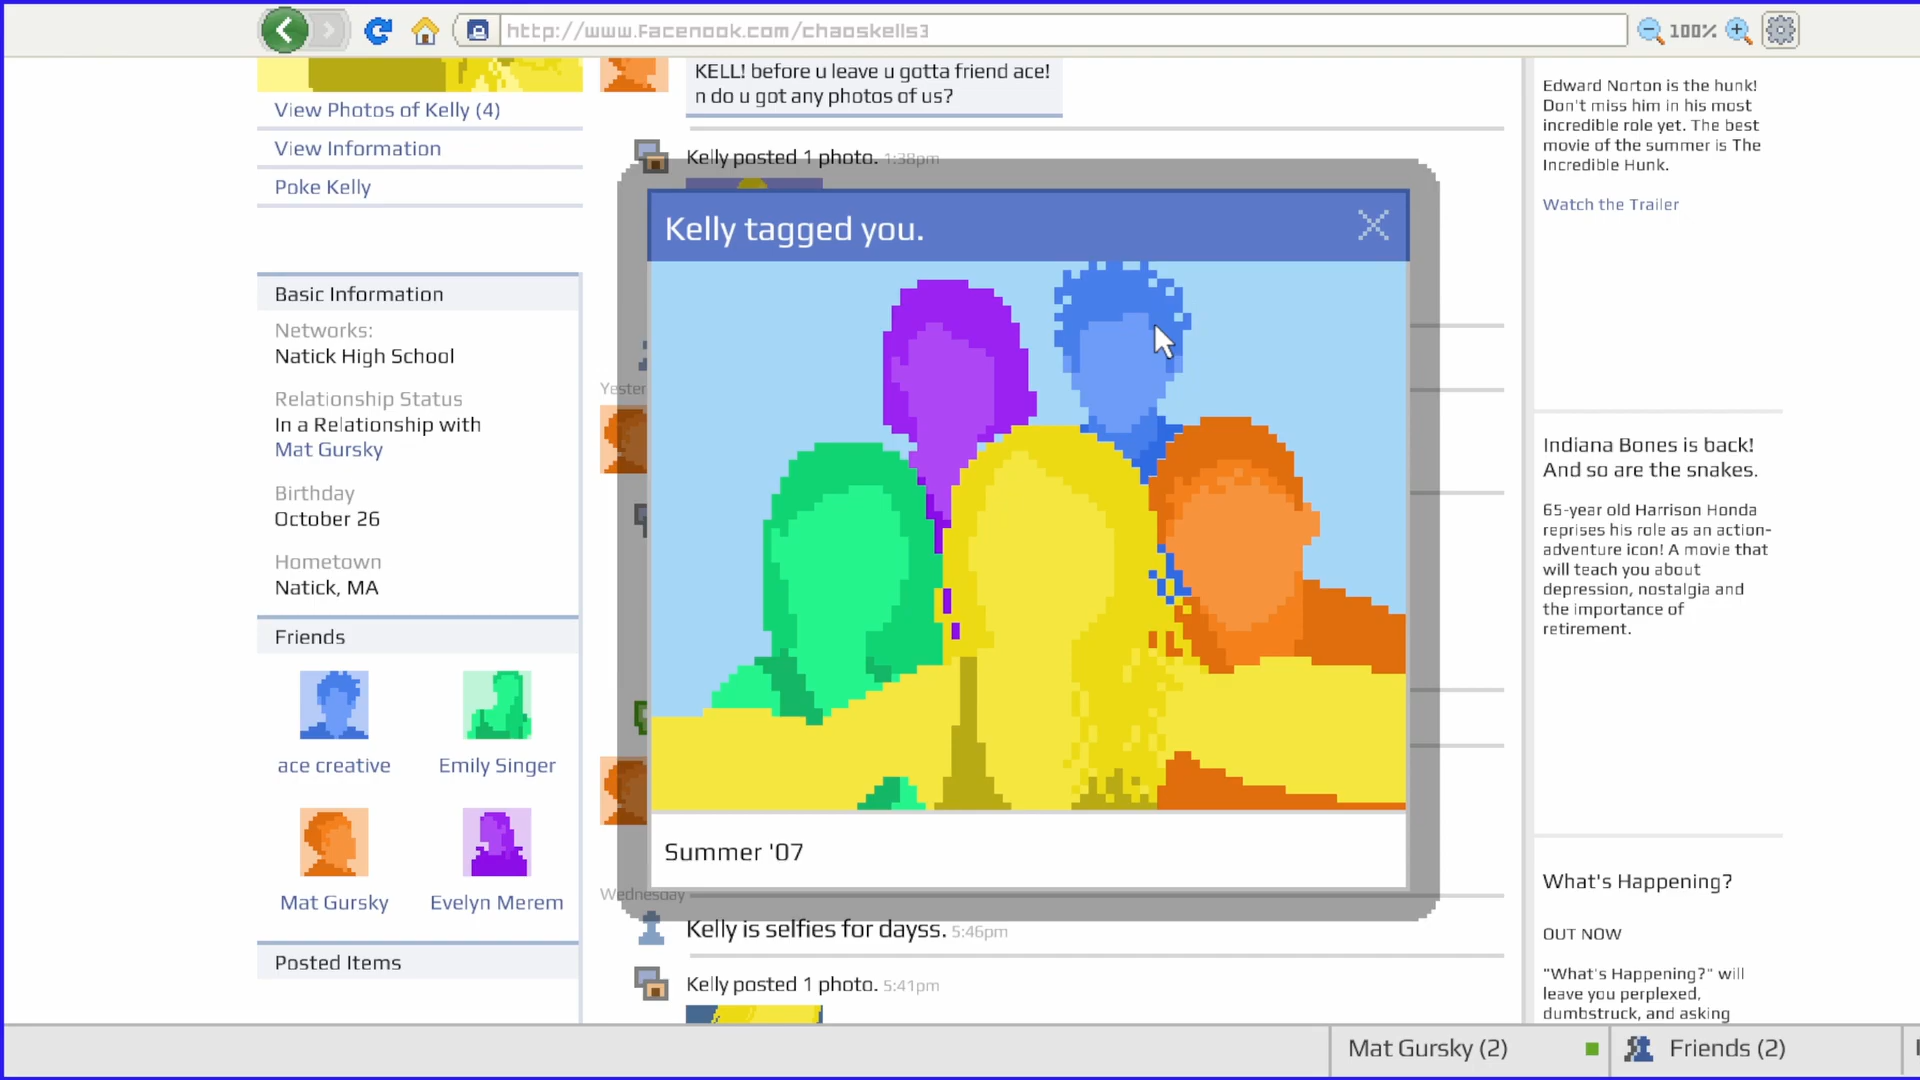 http://www.facenook.com/chaoskells3
100%
View Photos of Kelly (4)
View Information
Poke Kelly
Basic Information
Networks:
Natick High School
Relationship Status
In a Relationship with
Mat Gursky
Birthday
October 26
Hometown
Natick, MA
Friends
ace creative
Emily Singer
Mat Gursky
Evelyn Merem
Posted Items
KELL! before u leave u gotta friend ace!
n do u got any photos of us?
Kelly posted 1 photo. 1:38pm
Kelly tagged you.
Summer '07
Wednesday
Kelly is selfies for dayss. 5:46pm
Kelly posted 1 photo. 5:41pm
Edward Norton is the hunk!
Don't miss him in his most
incredible role yet. The best
movie of the summer is The
Incredible Hunk.
Watch the Trailer
Indiana Bones is back!
And so are the snakes.
65-year old Harrison Honda
reprises his role as an action-
adventure icon! A movie that
will teach you about
depression, nostalgia and
the importance of
retirement.
What's Happening?
OUT NOW
"What's Happening?" will
leave you perplexed,
dumbstruck, and asking
Mat Gursky (2)
Friends (2)